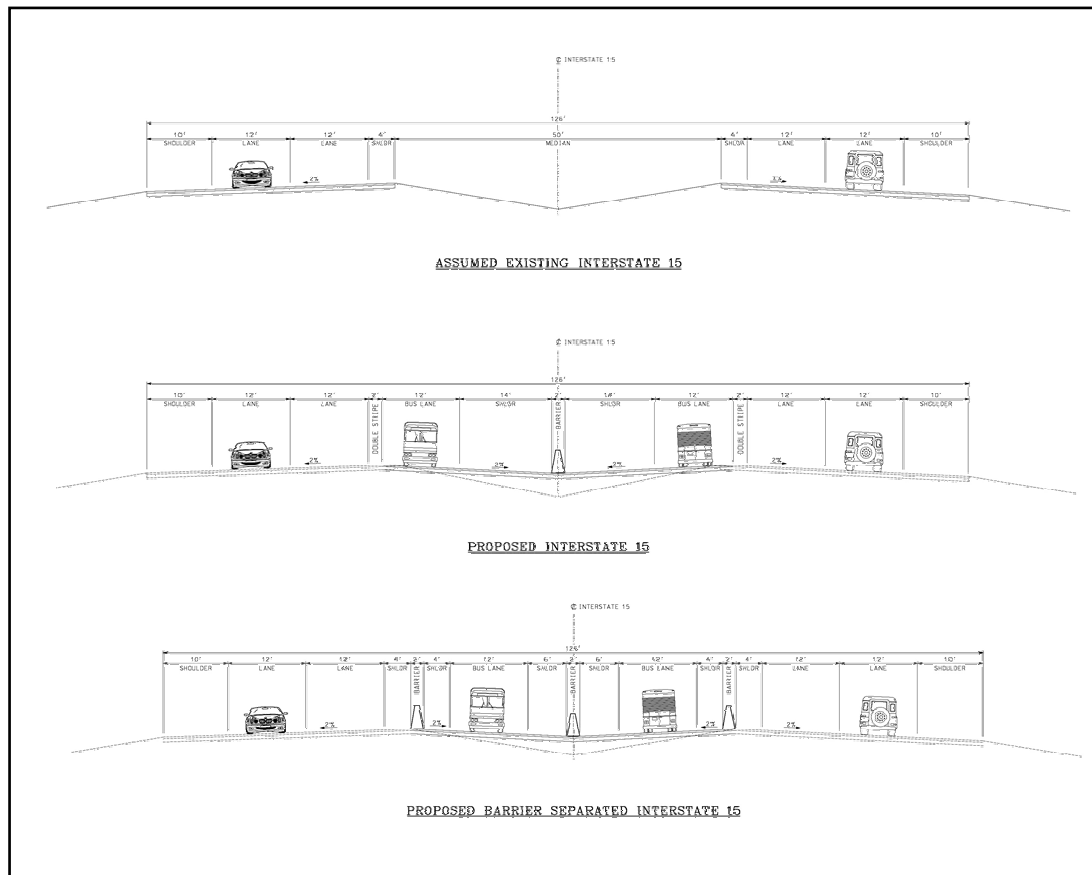 ℄ INTERSTATE 15
126'
10' 12' 12' 4' 50' 4' 12' 12' 10'
SHOULDER LANE LANE SHLDR MEDIAN SHLDR LANE LANE SHOULDER
2%
ASSUMED EXISTING INTERSTATE 15
℄ INTERSTATE 15
126'
10' 12' 12' 2' 12' 14' 2' 14' 12' 2' 12' 12' 10'
SHOULDER LANE LANE DOUBLE STRIPE BUS LANE SHLDR BARRIER SHLDR BUS LANE DOUBLE STRIPE LANE LANE SHOULDER
2% 2% 2% 2%
PROPOSED INTERSTATE 15
℄ INTERSTATE 15
126'
10' 12' 12' 4' 2' 4' 12' 6' 2' 6' 12' 4' 2' 4' 12' 12' 10'
SHOULDER LANE LANE SHLDR BARRIER SHLDR BUS LANE SHLDR BARRIER SHLDR BUS LANE SHLDR BARRIER SHLDR LANE LANE SHOULDER
2% 2% 2% 2%
PROPOSED BARRIER SEPARATED INTERSTATE 15